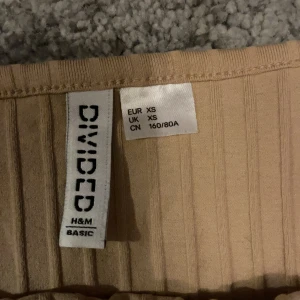 DIVIDED
H&M
BASIC
EUR XS
UK XS
CN 160/80A